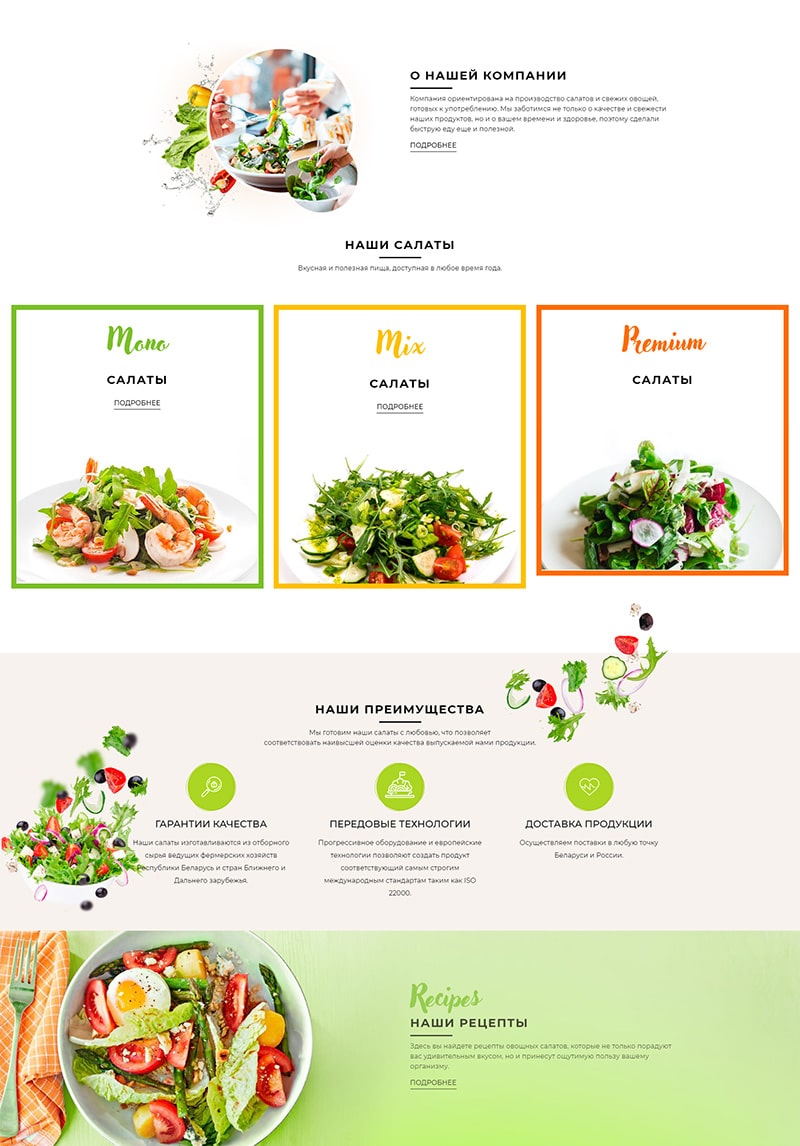 О НАШЕЙ КОМПАНИИ
Компания ориентирована на производство салатов и свежих овощей,
готовых к употреблению. Мы заботимся не только о качестве и свежести
наших продуктов, но и о вашем времени и здоровье, поэтому сделали
быструю еду еще и полезной.
ПОДРОБНЕЕ
НАШИ САЛАТЫ
Вкусная и полезная пища, доступная в любое время года.
Mono
САЛАТЫ
ПОДРОБНЕЕ
Mix
САЛАТЫ
ПОДРОБНЕЕ
Premium
САЛАТЫ
НАШИ ПРЕИМУЩЕСТВА
Мы готовим наши салаты с любовью, что позволяет
соответствовать наивысшей оценки качества выпускаемой нами продукции.
ГАРАНТИИ КАЧЕСТВА
Наши салаты изготавливаются из отборного
сырья ведущих фермерских хозяйств
Республики Беларусь и стран Ближнего и
Дальнего зарубежья.
ПЕРЕДОВЫЕ ТЕХНОЛОГИИ
Прогрессивное оборудование и европейские
технологии позволяют создать продукт
соответствующий самым строгим
международным стандартам таким как ISO
22000.
ДОСТАВКА ПРОДУКЦИИ
Осуществляем поставки в любую точку
Беларуси и России.
Recipes
НАШИ РЕЦЕПТЫ
Здесь вы найдете рецепты овощных салатов, которые не только порадуют
вас удивительным вкусом, но и принесут ощутимую пользу вашему
организму.
ПОДРОБНЕЕ